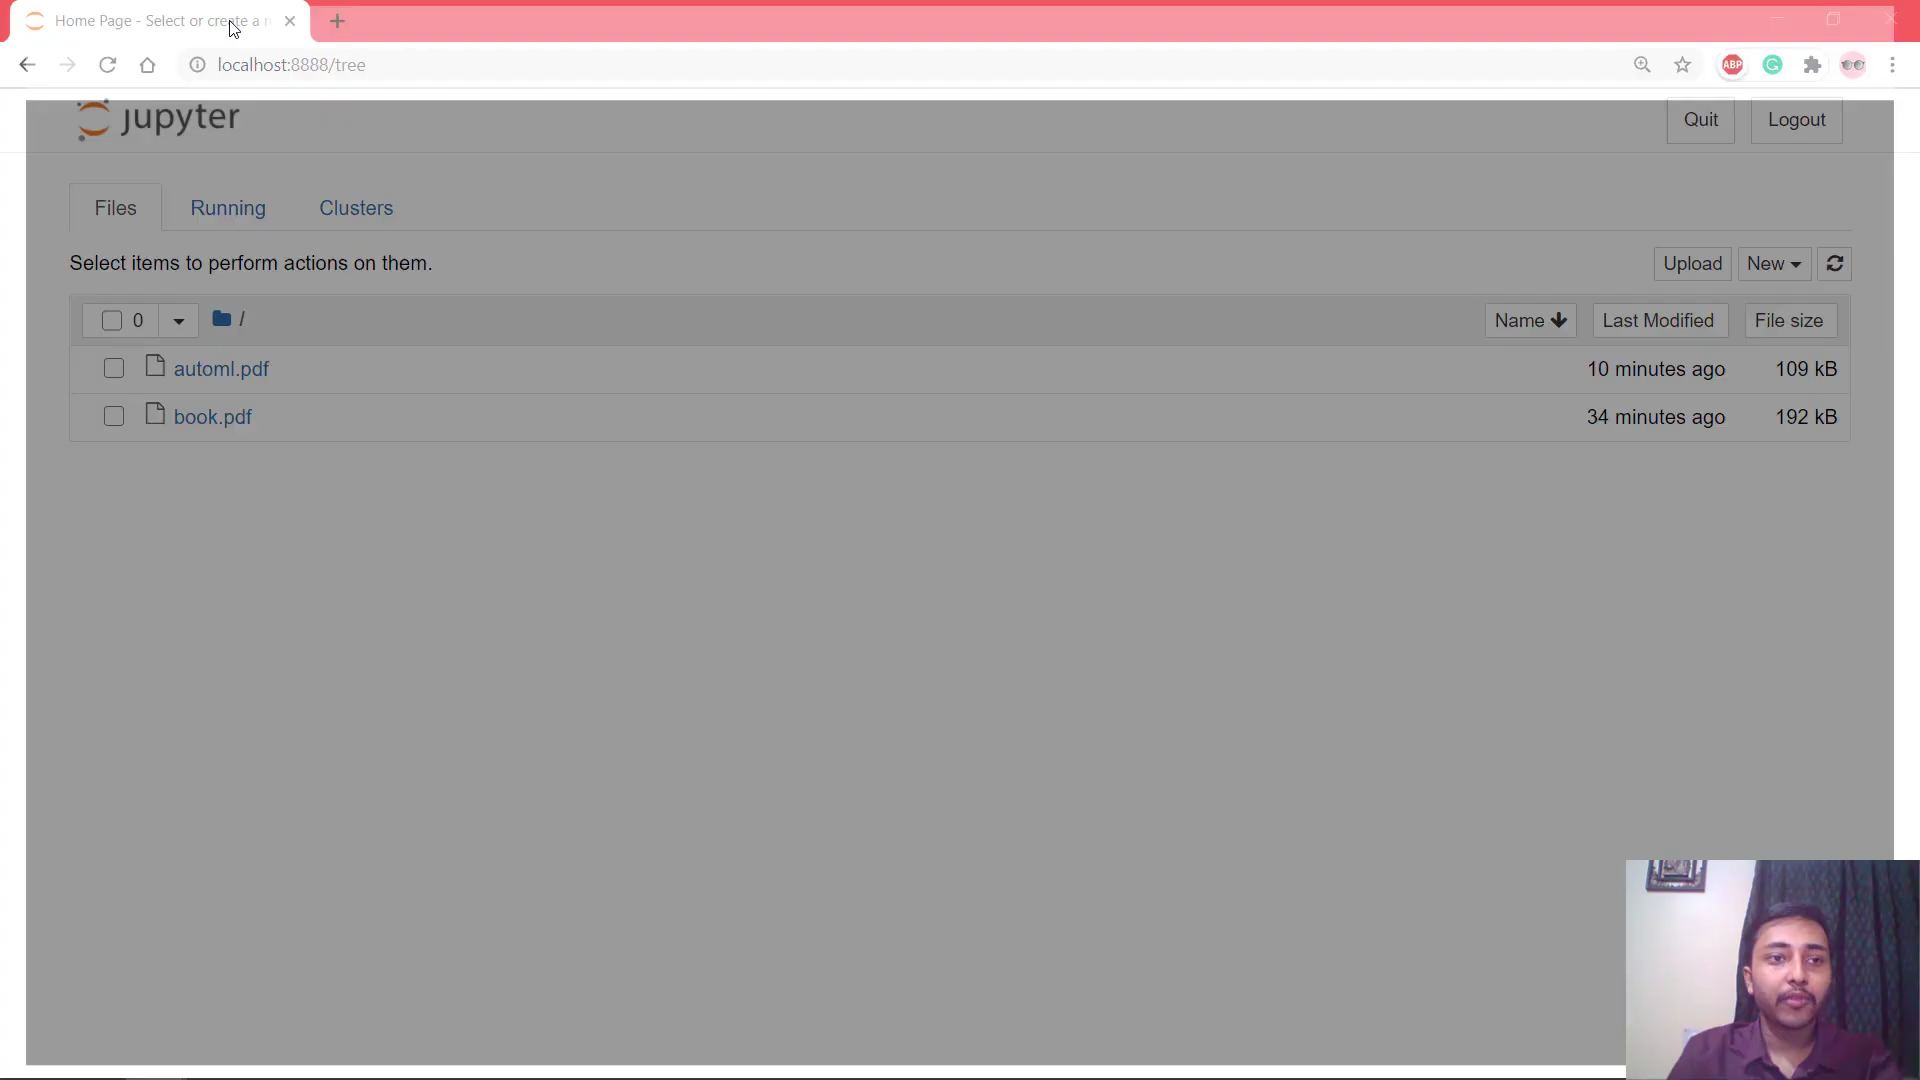 Home Page - Select or create a n
localhost:8888/tree
ABP
jupyter
Quit
Logout
Files
Running
Clusters
Select items to perform actions on them.
Upload
New
0
/
Name
Last Modified
File size
automl.pdf
10 minutes ago
109 kB
book.pdf
34 minutes ago
192 kB